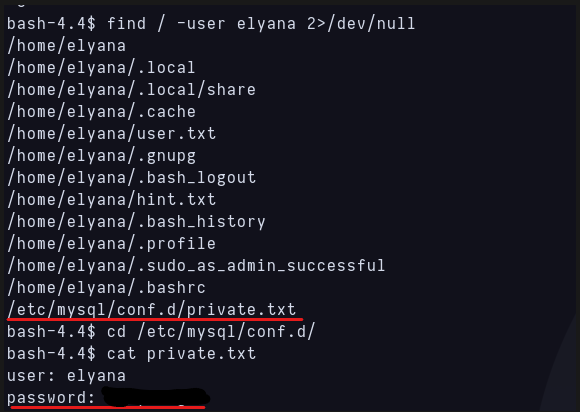 bash-4.4$ find / -user elyana 2>/dev/null
/home/elyana
/home/elyana/.local
/home/elyana/.local/share
/home/elyana/.cache
/home/elyana/user.txt
/home/elyana/.gnupg
/home/elyana/.bash_logout
/home/elyana/hint.txt
/home/elyana/.bash_history
/home/elyana/.profile
/home/elyana/.sudo_as_admin_successful
/home/elyana/.bashrc
/etc/mysql/conf.d/private.txt
bash-4.4$ cd /etc/mysql/conf.d/
bash-4.4$ cat private.txt
user: elyana
password: